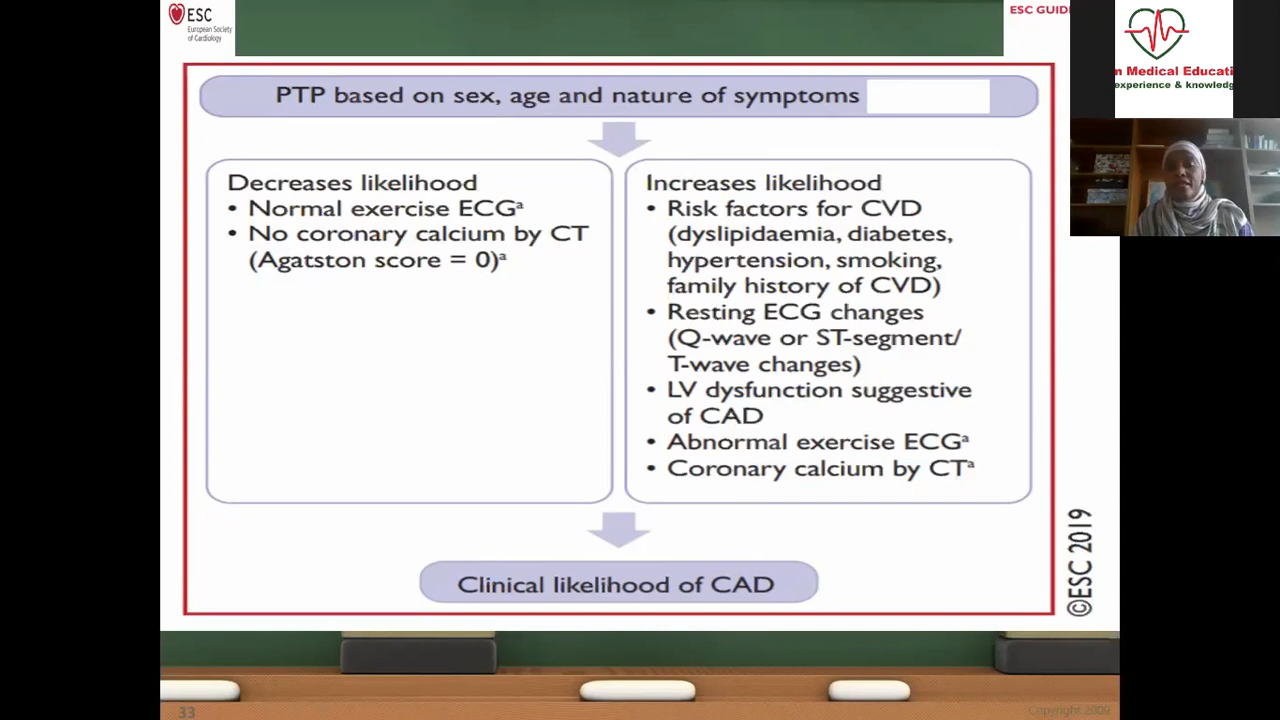 ESC
European Society
of Cardiology
ESC GUIDE
n Medical Educati
experience & knowledg
PTP based on sex, age and nature of symptoms
Decreases likelihood
• Normal exercise ECGᵃ
• No coronary calcium by CT
(Agatston score = 0)ᵃ
Increases likelihood
• Risk factors for CVD
(dyslipidaemia, diabetes,
hypertension, smoking,
family history of CVD)
• Resting ECG changes
(Q-wave or ST-segment/
T-wave changes)
• LV dysfunction suggestive
of CAD
• Abnormal exercise ECGᵃ
• Coronary calcium by CTᵃ
Clinical likelihood of CAD
©ESC 2019
33
Copyright 2009